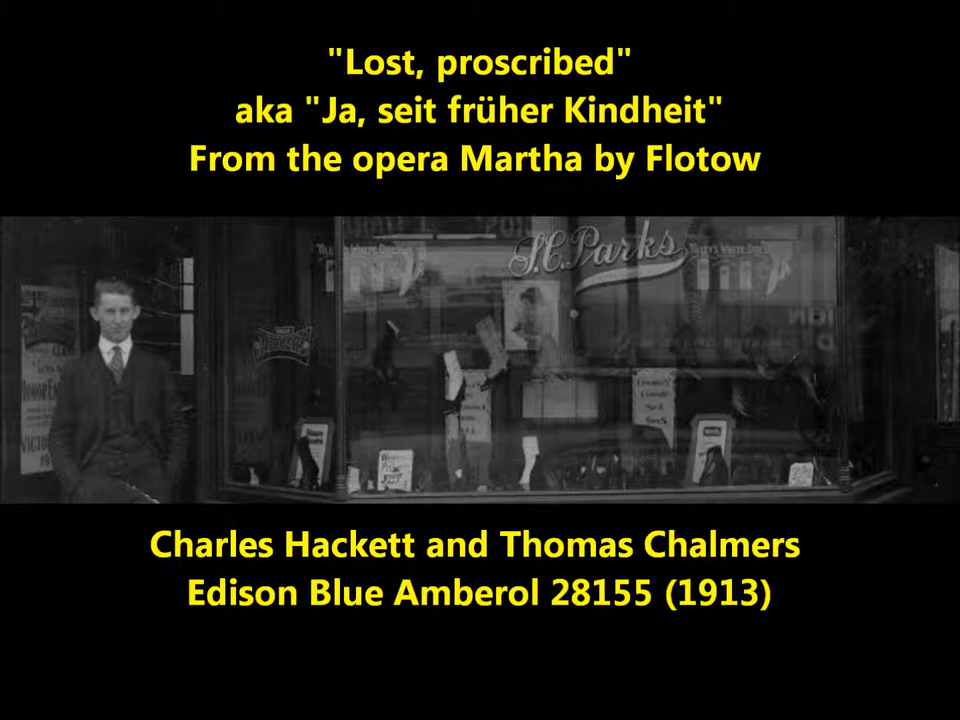 "Lost, proscribed"
aka "Ja, seit früher Kindheit"
From the opera Martha by Flotow
S.C. Parks
Charles Hackett and Thomas Chalmers
Edison Blue Amberol 28155 (1913)